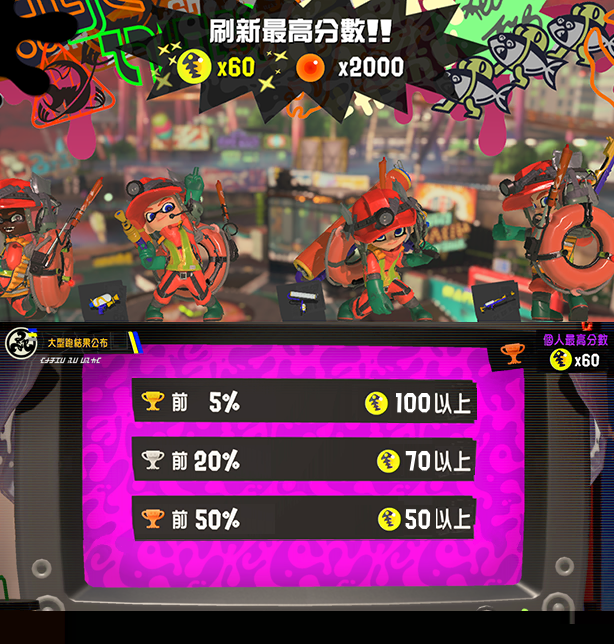 刷新最高分數!!
x60 x2000
大型跑結果公布
個人最高分數
x60
前 5% 100以上
前 20% 70以上
前 50% 50以上